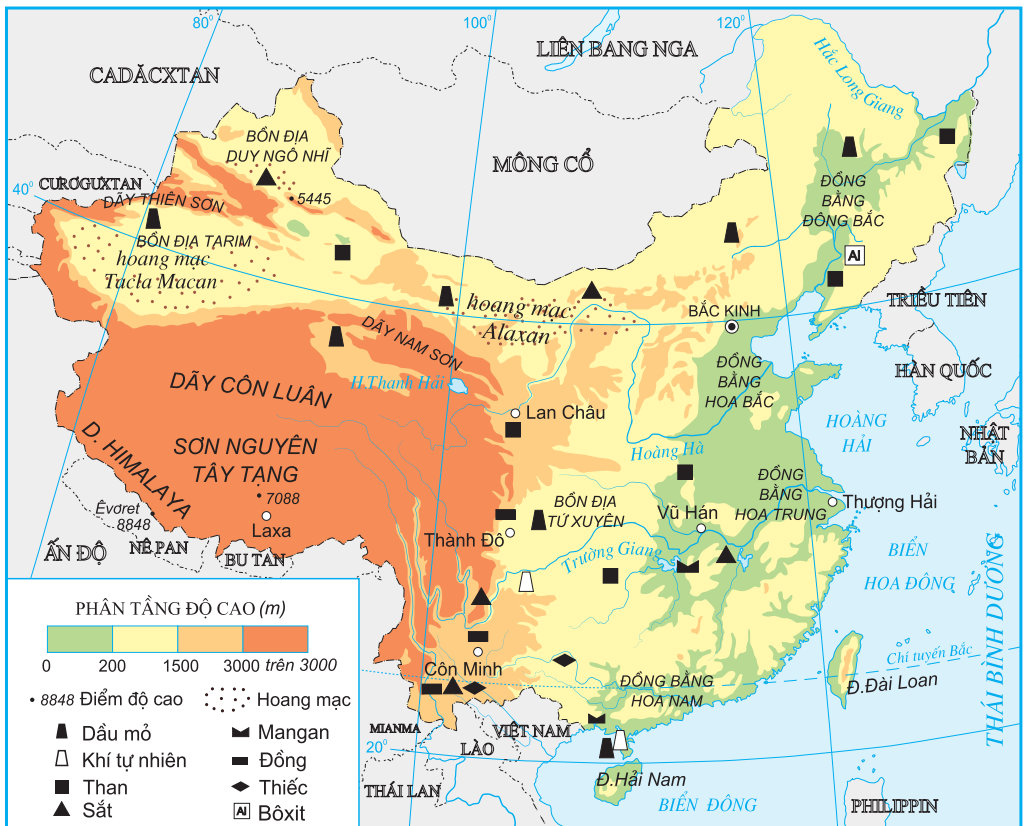 80⁰
100⁰
120⁰
LIÊN BANG NGA
CADĂCXTAN
Hắc Long Giang
BỒN ĐỊA
DUY NGÔ NHĨ
MÔNG CỔ
40⁰
CURƠGUXTAN
DÃY THIÊN SƠN
5445
ĐỒNG
BẰNG
ĐÔNG BẮC
BỒN ĐỊA TARIM
hoang mạc
Tacla Macan
Al
hoang mạc
Alaxan
BẮC KINH
TRIỀU TIÊN
DÃY NAM SƠN
H.Thanh Hải
DÃY CÔN LUÂN
ĐỒNG
BẰNG
HOA BẮC
HÀN QUỐC
Lan Châu
HOÀNG
HẢI
NHẬT
BẢN
D. HIMALAYA
SƠN NGUYÊN
TÂY TẠNG
Hoàng Hà
7088
Laxa
Êvơret
8848
BỒN ĐỊA
TỨ XUYÊN
Vũ Hán
ĐỒNG
BẰNG
HOA TRUNG
Thượng Hải
Thành Đô
Trường Giang
ẤN ĐỘ
NÊ PAN
BU TAN
BIỂN
HOA ĐÔNG
THÁI BÌNH DƯƠNG
Côn Minh
Chí tuyến Bắc
ĐỒNG BẰNG
HOA NAM
Đ.Đài Loan
MIANMA
VIỆT NAM
LÀO
20⁰
THÁI LAN
Đ.Hải Nam
BIỂN ĐÔNG
PHILIPPIN
PHÂN TẦNG ĐỘ CAO (m)
0 200 1500 3000 trên 3000
8848 Điểm độ cao
Hoang mạc
Dầu mỏ
Mangan
Khí tự nhiên
Đồng
Than
Thiếc
Sắt
Al Bôxit